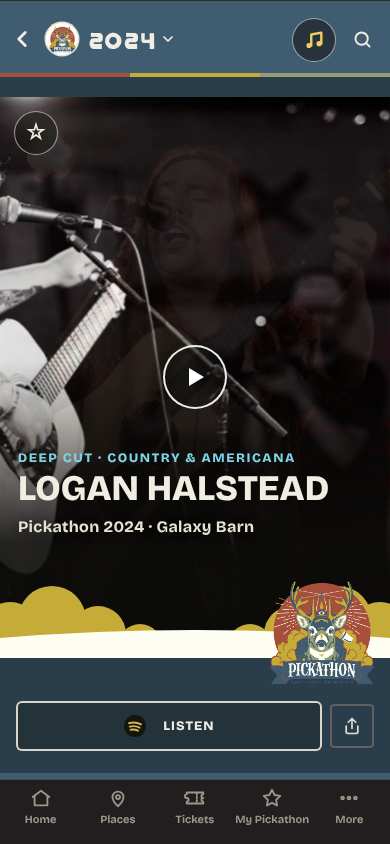 2024
DEEP CUT · COUNTRY & AMERICANA
LOGAN HALSTEAD
Pickathon 2024 · Galaxy Barn
PICKATHON
LISTEN
Home
Places
Tickets
My Pickathon
More